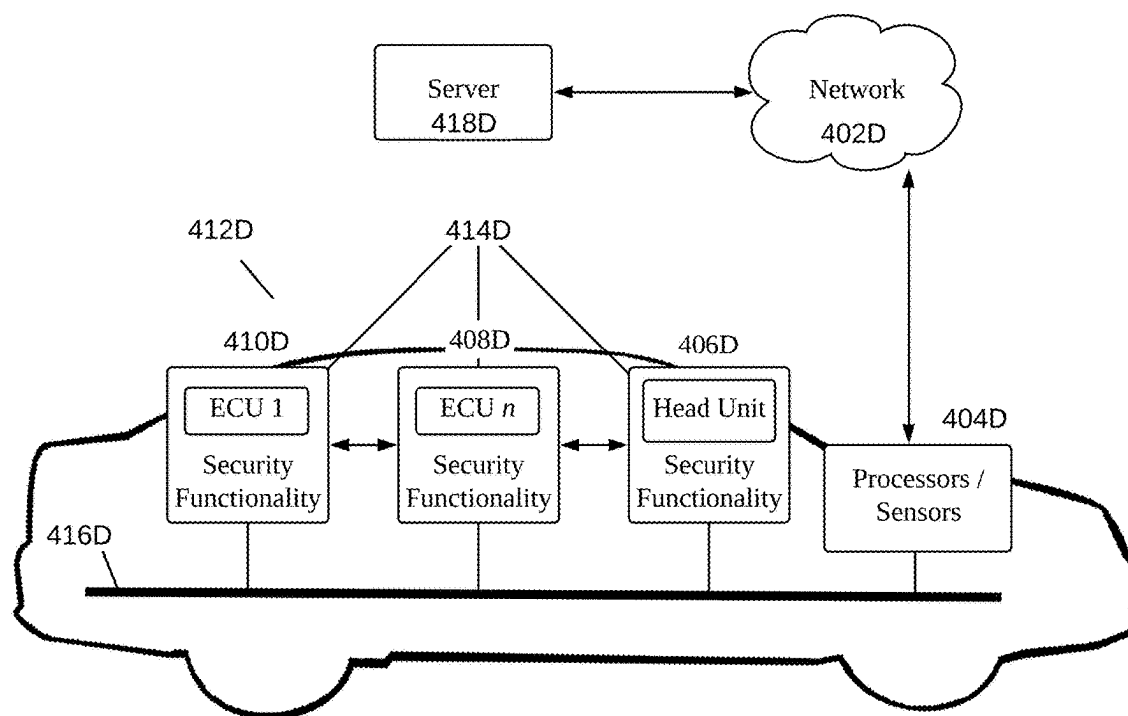 Server
418D
Network
402D
412D
414D
410D
408D
406D
404D
ECU 1
Security
Functionality
ECU n
Security
Functionality
Head Unit
Security
Functionality
Processors /
Sensors
416D